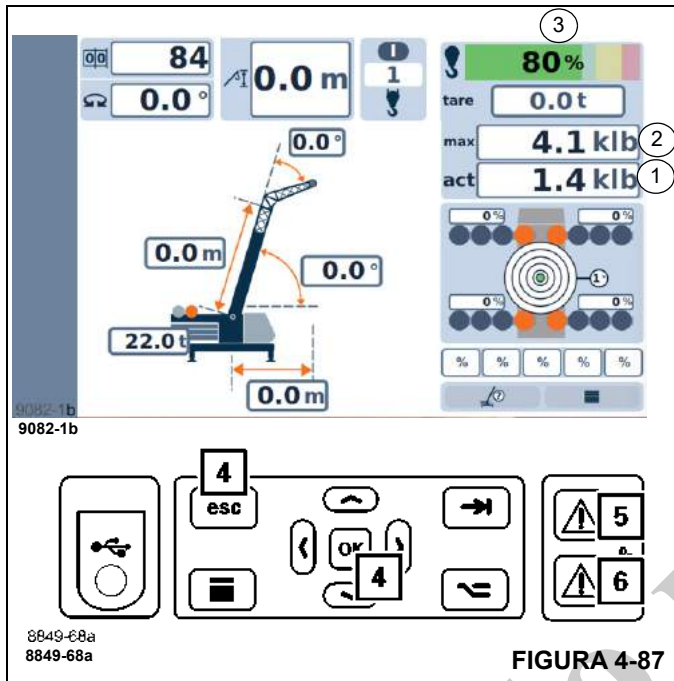 3
84
0.0 °
0.0 m
I
1
80 %
tare 0.0 t
max 4.1 klb 2
act 1.4 klb 1
0.0 °
0.0 m
0.0 °
22.0 t
0.0 m
0 % 0 %
1°
0 % 0 %
% % % % %
?
9082-1b
9082-1b
4
esc
OK
4
5
6
8849-68a
8849-68a
FIGURA 4-87